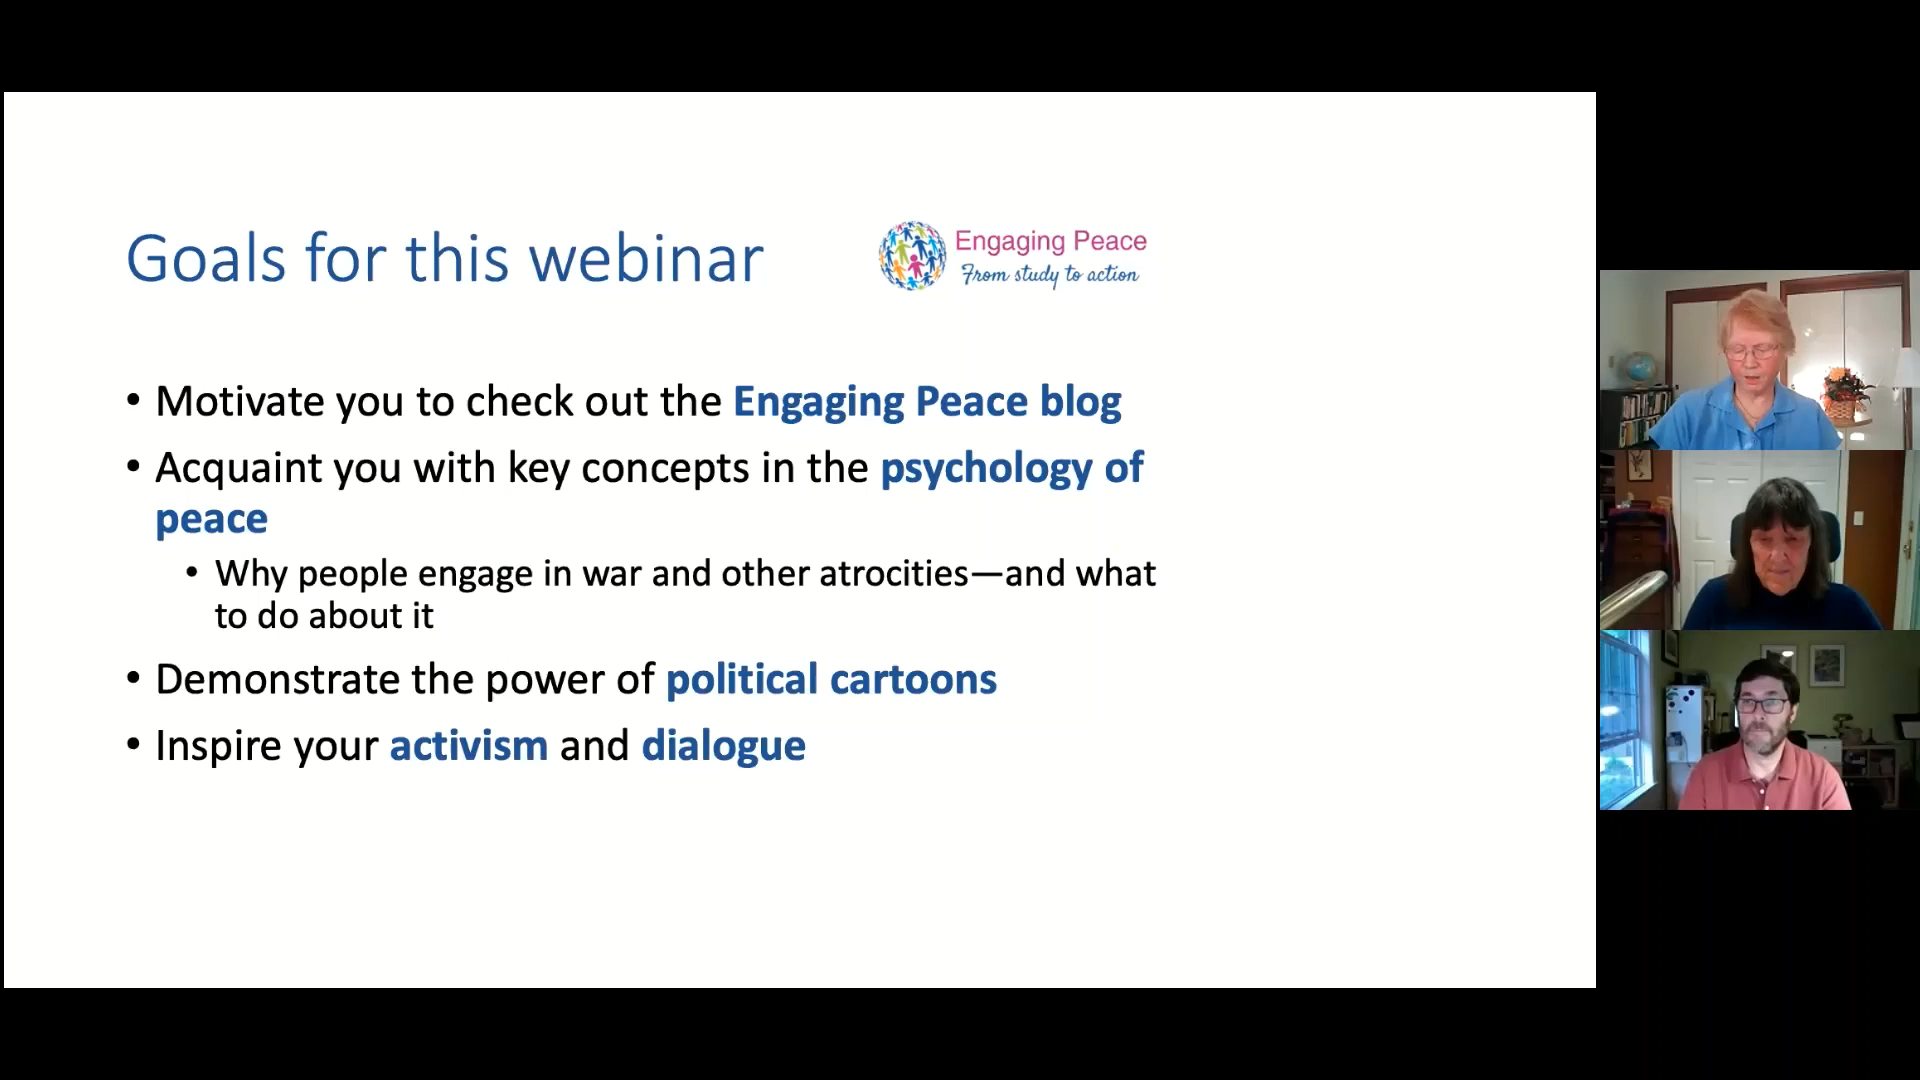 Goals for this webinar
Engaging Peace
From study to action
• Motivate you to check out the Engaging Peace blog
• Acquaint you with key concepts in the psychology of
peace
• Why people engage in war and other atrocities—and what
to do about it
• Demonstrate the power of political cartoons
• Inspire your activism and dialogue